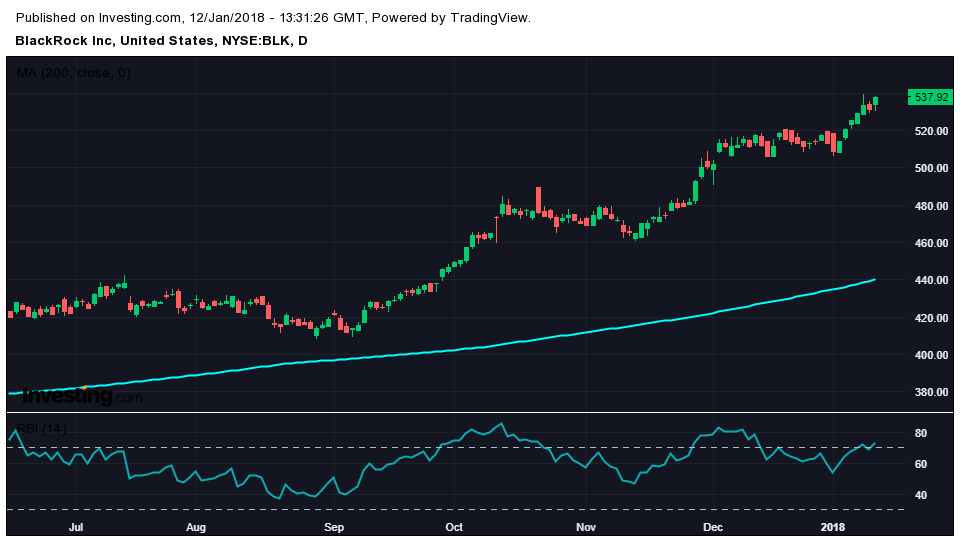 Published on Investing.com, 12/Jan/2018 - 13:31:26 GMT, Powered by TradingView.
BlackRock Inc, United States, NYSE:BLK, D
MA (200, close, 0)
537.92
520.00
500.00
480.00
460.00
440.00
420.00
400.00
380.00
Investing.com
RSI (14)
80
60
40
Jul Aug Sep Oct Nov Dec 2018